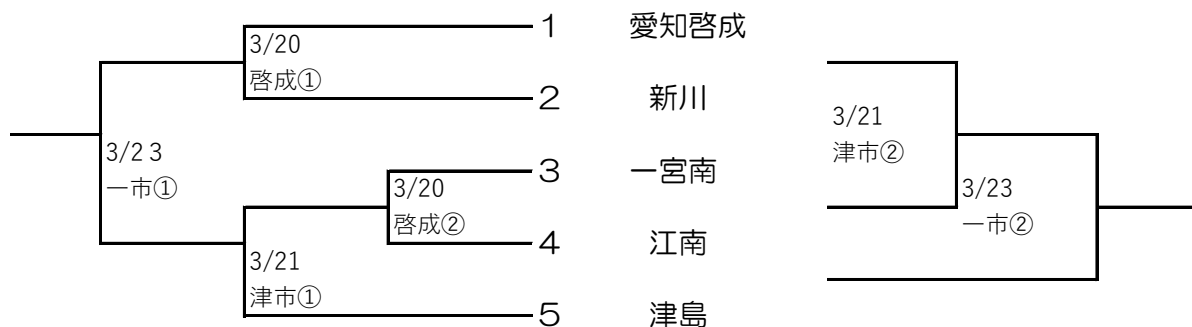 1 愛知啓成
3/20
啓成①
2 新川
3/21
津市②
3/23
一市①
3 一宮南
3/20
啓成②
3/23
一市②
4 江南
3/21
津市①
5 津島